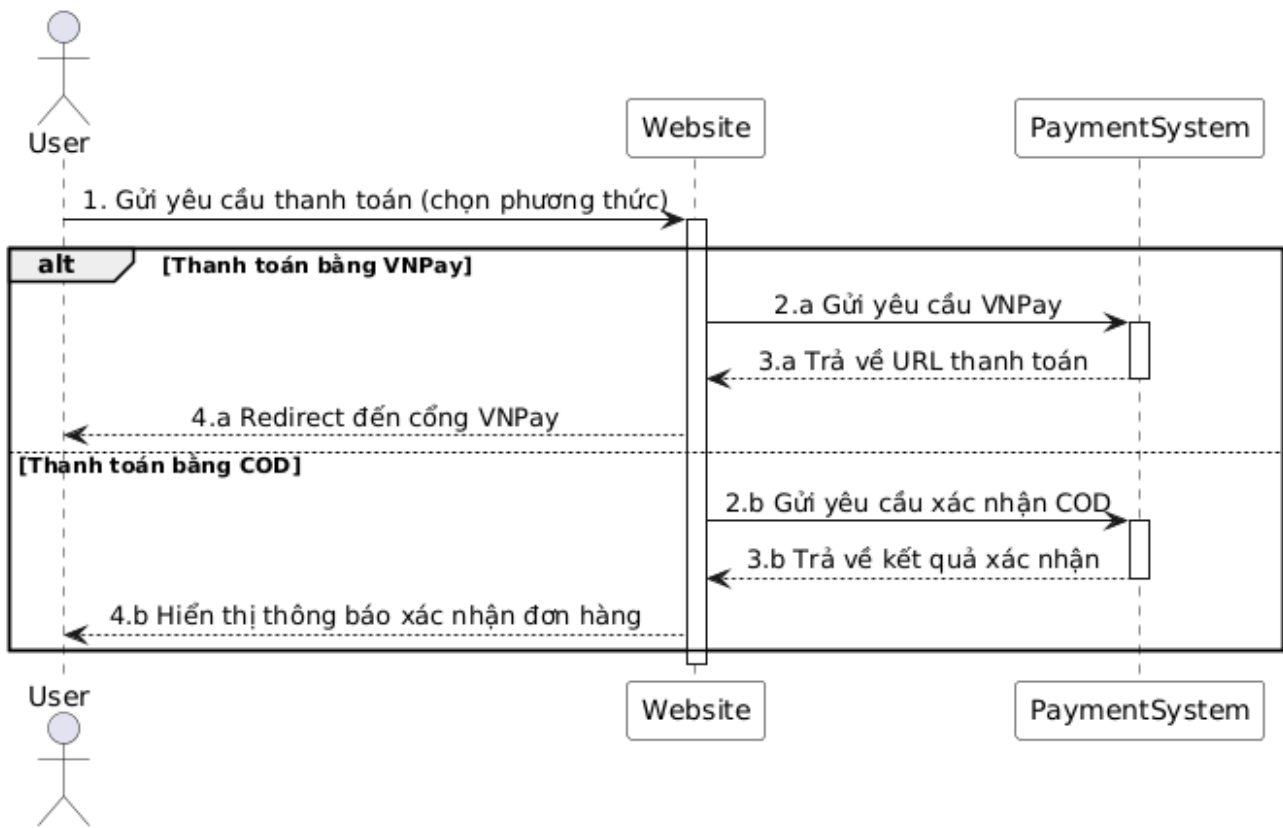 User
Website
PaymentSystem
1. Gửi yêu cầu thanh toán (chọn phương thức)
alt
[Thanh toán bằng VNPay]
2.a Gửi yêu cầu VNPay
3.a Trả về URL thanh toán
4.a Redirect đến cổng VNPay
[Thanh toán bằng COD]
2.b Gửi yêu cầu xác nhận COD
3.b Trả về kết quả xác nhận
4.b Hiển thị thông báo xác nhận đơn hàng
User
Website
PaymentSystem